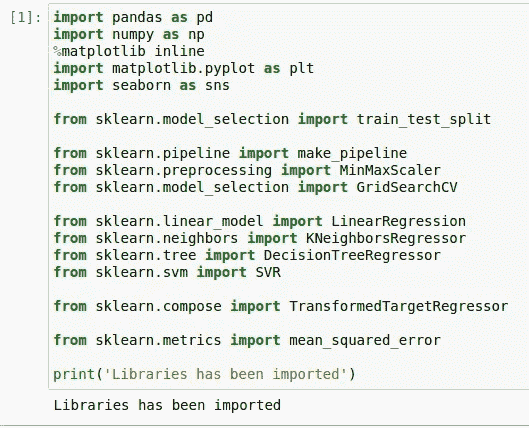 [1]: import pandas as pd
import numpy as np
%matplotlib inline
import matplotlib.pyplot as plt
import seaborn as sns
from sklearn.model_selection import train_test_split
from sklearn.pipeline import make_pipeline
from sklearn.preprocessing import MinMaxScaler
from sklearn.model_selection import GridSearchCV
from sklearn.linear_model import LinearRegression
from sklearn.neighbors import KNeighborsRegressor
from sklearn.tree import DecisionTreeRegressor
from sklearn.svm import SVR
from sklearn.compose import TransformedTargetRegressor
from sklearn.metrics import mean_squared_error
print('Libraries has been imported')
Libraries has been imported